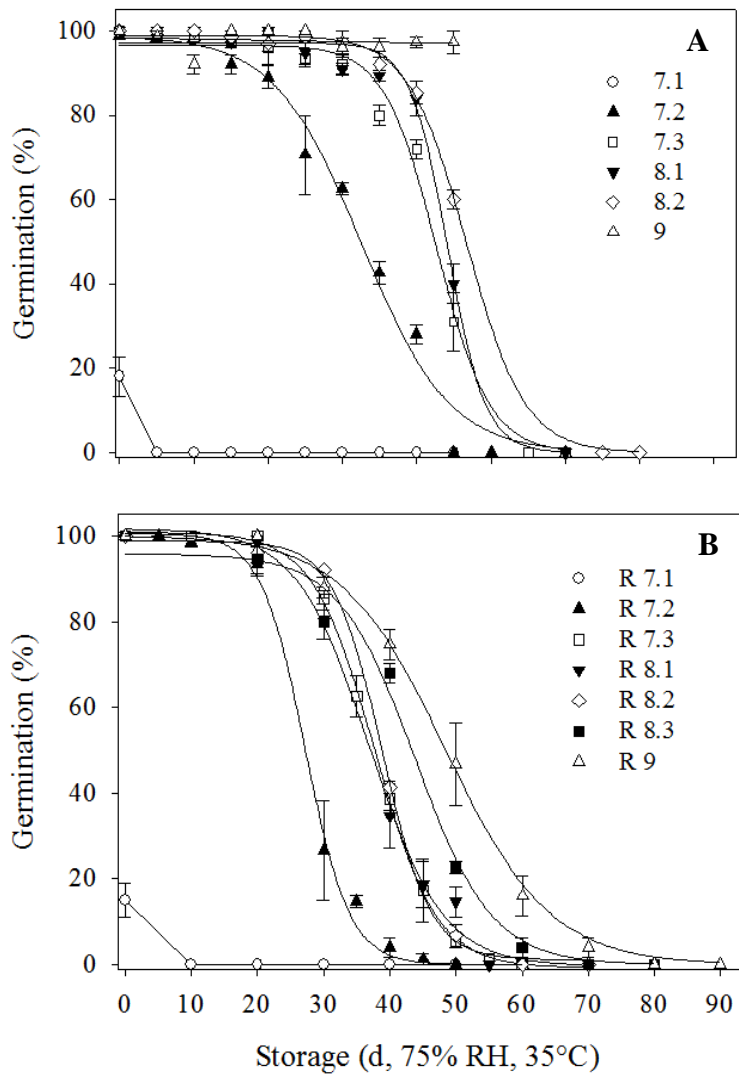 A
100
80
60
40
20
0
Germination (%)
7.1
7.2
7.3
8.1
8.2
9
B
100
80
60
40
20
0
Germination (%)
R 7.1
R 7.2
R 7.3
R 8.1
R 8.2
R 8.3
R 9
0 10 20 30 40 50 60 70 80 90
Storage (d, 75% RH, 35°C)